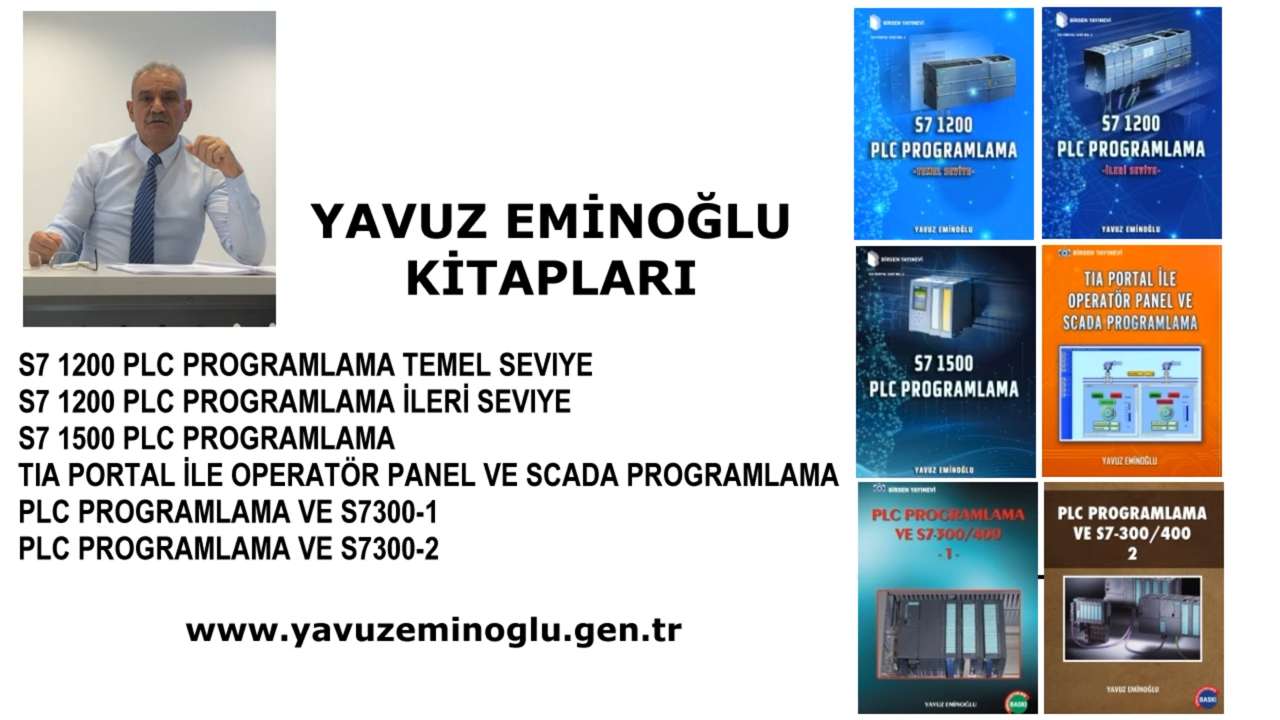 YAVUZ EMİNOĞLU
KİTAPLARI
S7 1200 PLC PROGRAMLAMA TEMEL SEVIYE
S7 1200 PLC PROGRAMLAMA İLERİ SEVIYE
S7 1500 PLC PROGRAMLAMA
TIA PORTAL İLE OPERATÖR PANEL VE SCADA PROGRAMLAMA
PLC PROGRAMLAMA VE S7300-1
PLC PROGRAMLAMA VE S7300-2
www.yavuzeminoglu.gen.tr
BİRSEN YAYINEVİ
S7 1200
PLC PROGRAMLAMA
-TEMEL SEVİYE-
YAVUZ EMİNOĞLU
BİRSEN YAYINEVİ
S7 1200
PLC PROGRAMLAMA
-İLERİ SEVİYE-
YAVUZ EMİNOĞLU
BİRSEN YAYINEVİ
S7 1500
PLC PROGRAMLAMA
YAVUZ EMİNOĞLU
BİRSEN YAYINEVİ
TIA PORTAL İLE
OPERATÖR PANEL VE
SCADA PROGRAMLAMA
YAVUZ EMİNOĞLU
BİRSEN YAYINEVİ
PLC PROGRAMLAMA
VE S7-300/400
-1-
YAVUZ EMİNOĞLU
BASKI
PLC PROGRAMLAMA
VE S7-300/400
2
YAVUZ EMİNOĞLU
BASKI